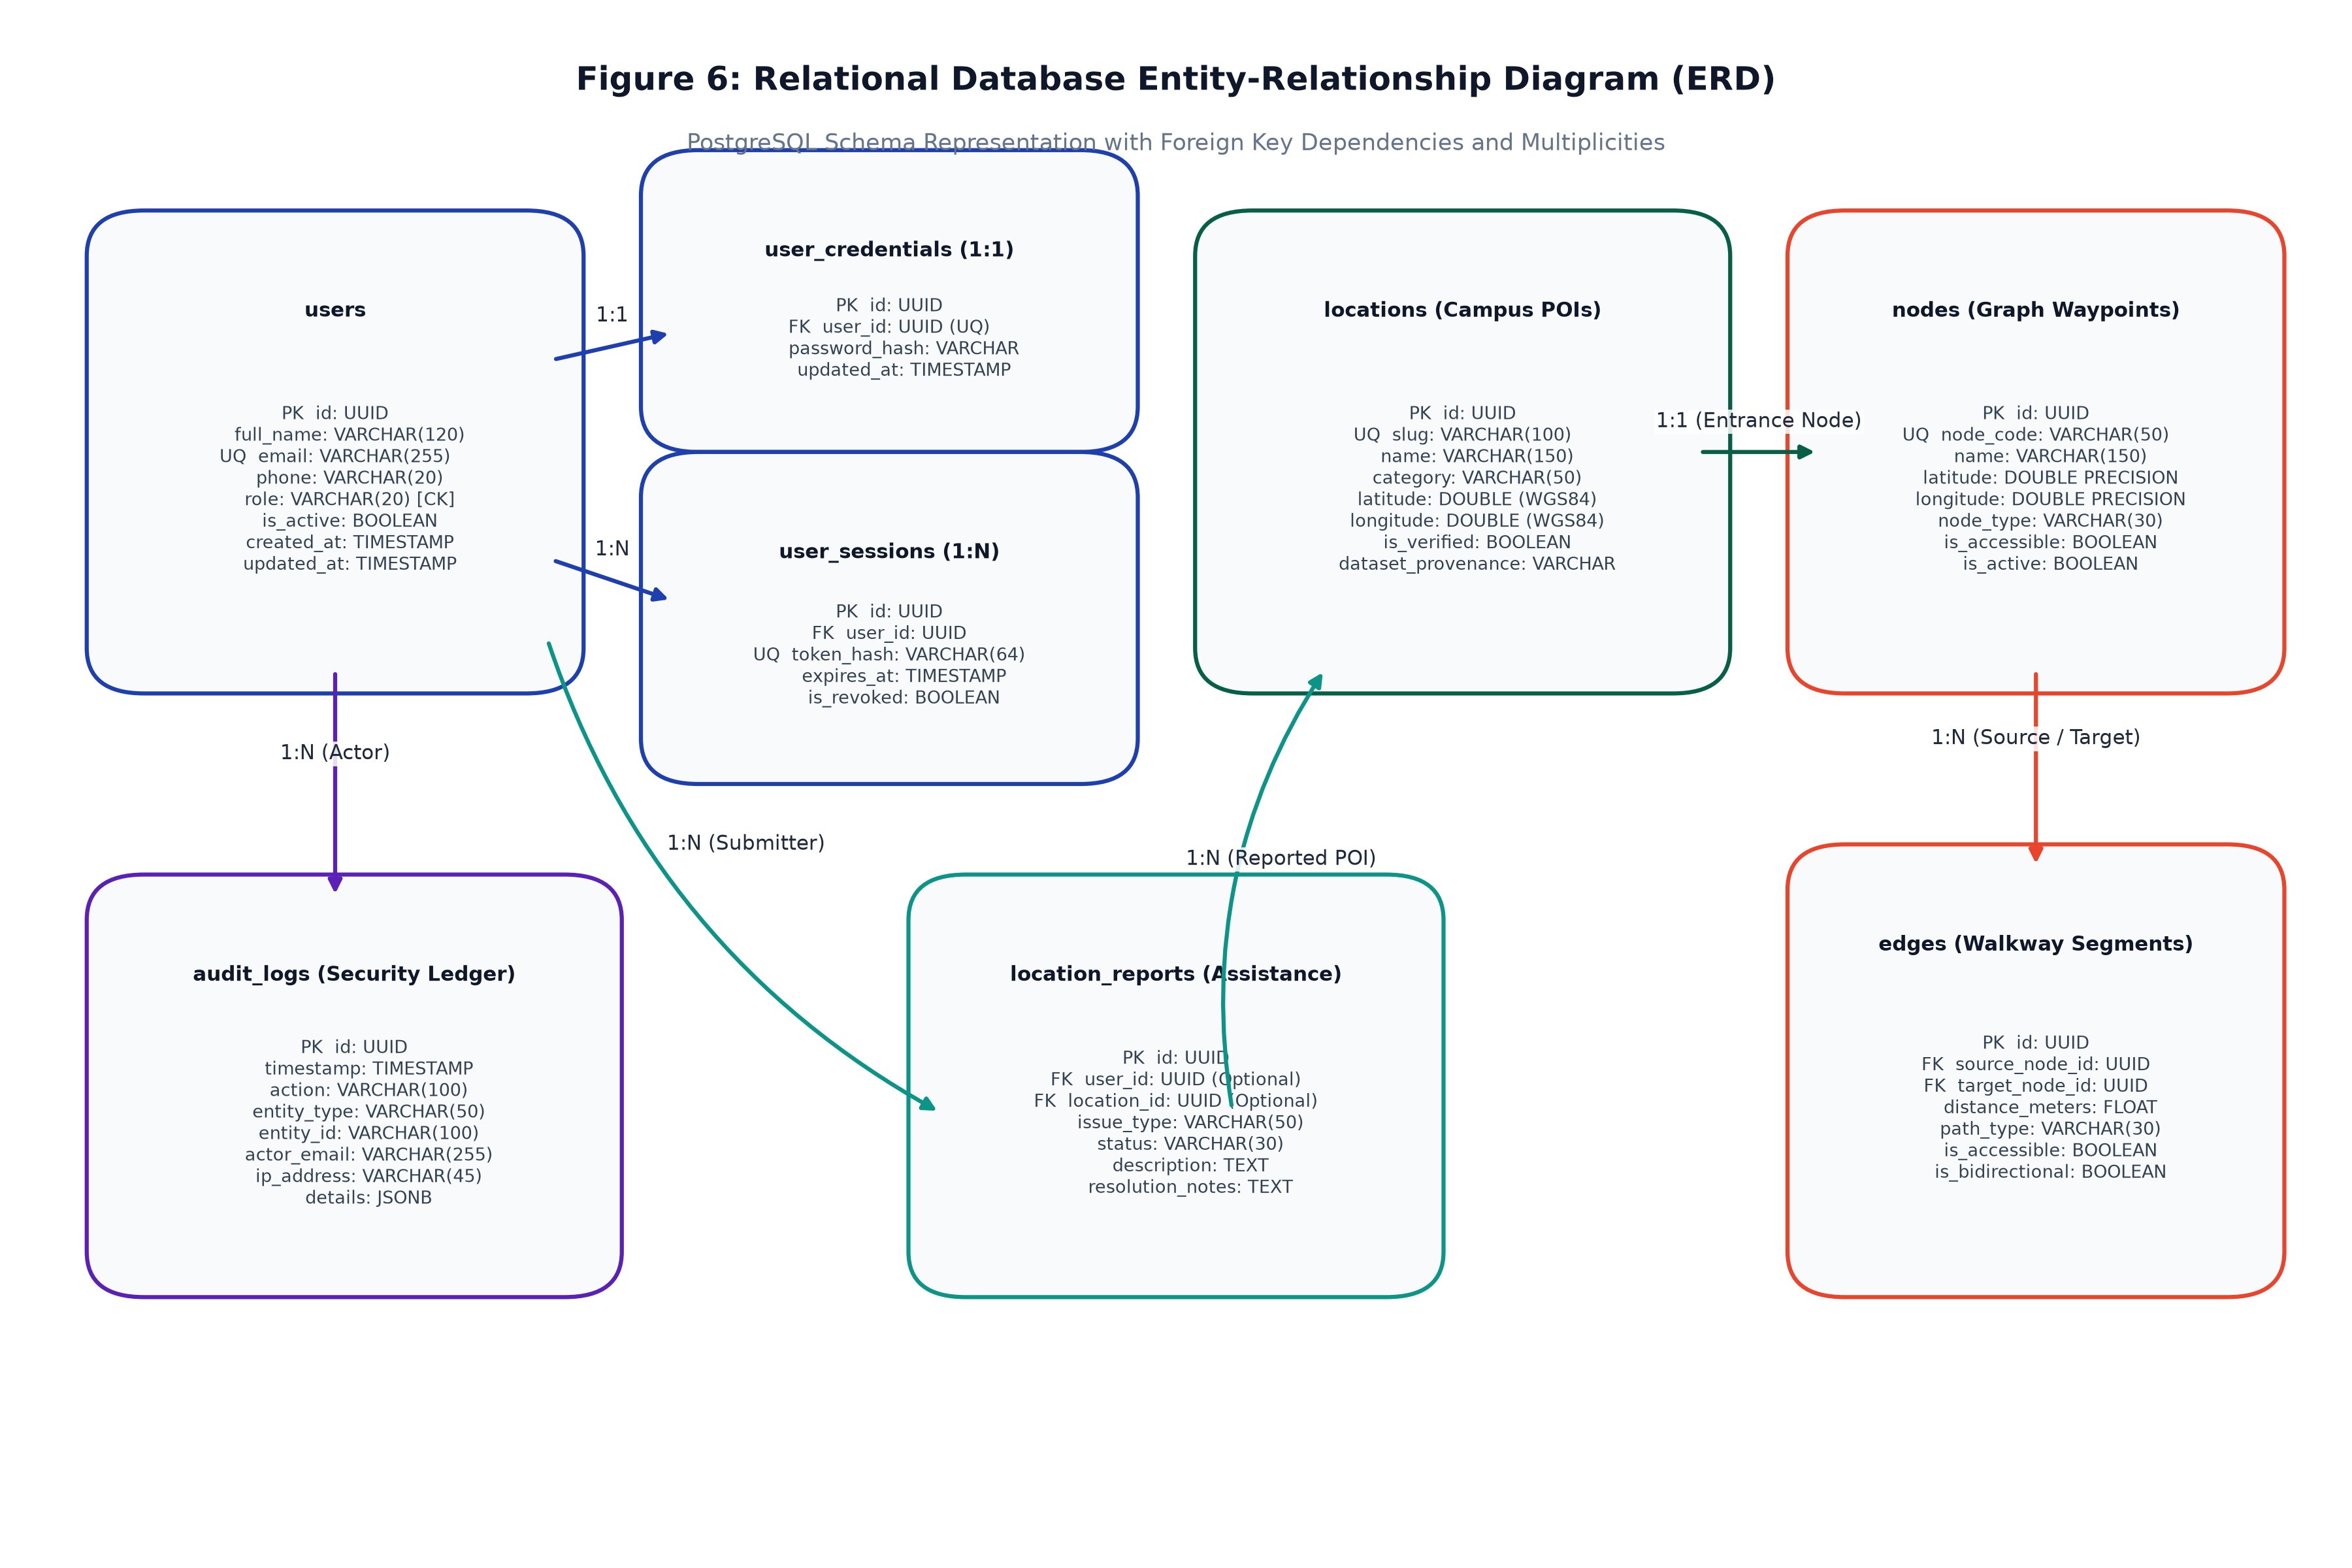 Figure 6: Relational Database Entity-Relationship Diagram (ERD)
PostgreSQL Schema Representation with Foreign Key Dependencies and Multiplicities
users
PK  id: UUID
full_name: VARCHAR(120)
UQ  email: VARCHAR(255)
phone: VARCHAR(20)
role: VARCHAR(20) [CK]
is_active: BOOLEAN
created_at: TIMESTAMP
updated_at: TIMESTAMP
1:1
user_credentials (1:1)
PK  id: UUID
FK  user_id: UUID (UQ)
password_hash: VARCHAR
updated_at: TIMESTAMP
1:N
user_sessions (1:N)
PK  id: UUID
FK  user_id: UUID
UQ  token_hash: VARCHAR(64)
expires_at: TIMESTAMP
is_revoked: BOOLEAN
locations (Campus POIs)
PK  id: UUID
UQ  slug: VARCHAR(100)
name: VARCHAR(150)
category: VARCHAR(50)
latitude: DOUBLE (WGS84)
longitude: DOUBLE (WGS84)
is_verified: BOOLEAN
dataset_provenance: VARCHAR
1:1 (Entrance Node)
nodes (Graph Waypoints)
PK  id: UUID
UQ  node_code: VARCHAR(50)
name: VARCHAR(150)
latitude: DOUBLE PRECISION
longitude: DOUBLE PRECISION
node_type: VARCHAR(30)
is_accessible: BOOLEAN
is_active: BOOLEAN
1:N (Actor)
1:N (Submitter)
1:N (Reported POI)
1:N (Source / Target)
audit_logs (Security Ledger)
PK  id: UUID
timestamp: TIMESTAMP
action: VARCHAR(100)
entity_type: VARCHAR(50)
entity_id: VARCHAR(100)
actor_email: VARCHAR(255)
ip_address: VARCHAR(45)
details: JSONB
location_reports (Assistance)
PK  id: UUID
FK  user_id: UUID (Optional)
FK  location_id: UUID (Optional)
issue_type: VARCHAR(50)
status: VARCHAR(30)
description: TEXT
resolution_notes: TEXT
edges (Walkway Segments)
PK  id: UUID
FK  source_node_id: UUID
FK  target_node_id: UUID
distance_meters: FLOAT
path_type: VARCHAR(30)
is_accessible: BOOLEAN
is_bidirectional: BOOLEAN